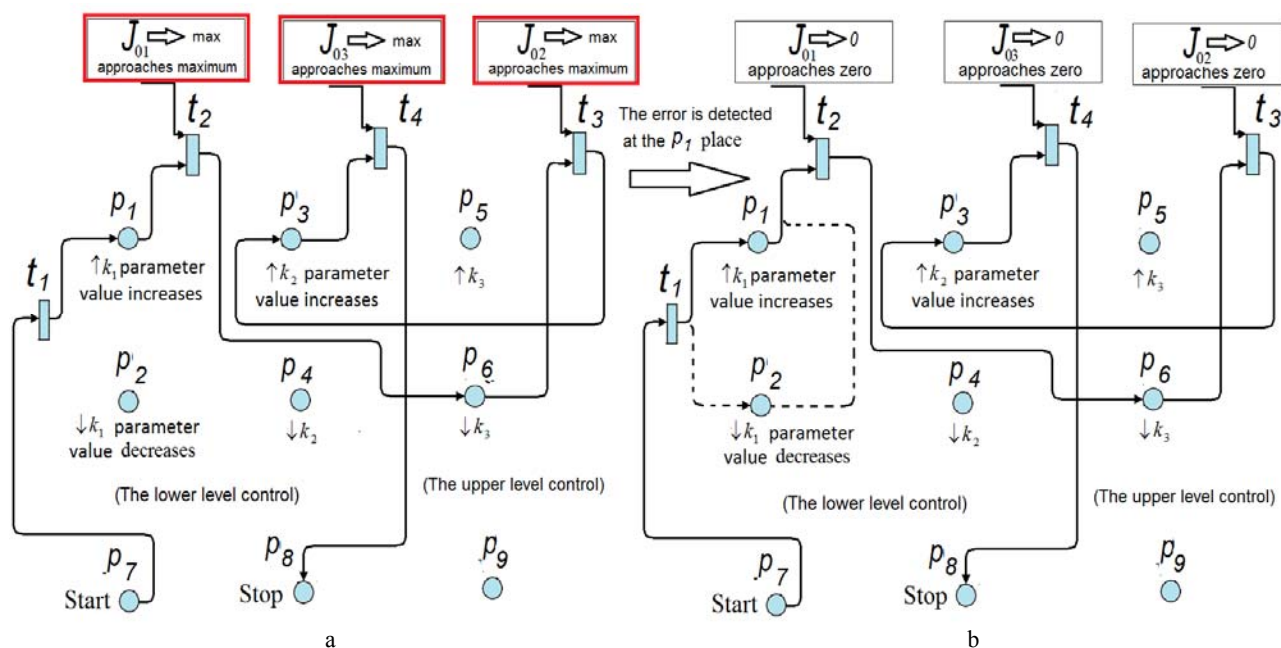 J01 ⇒ max
approaches maximum
J03 ⇒ max
approaches maximum
J02 ⇒ max
approaches maximum
t2
t4
t3
p1
p3
p5
↑k1 parameter
value increases
↑k2 parameter
value increases
↑k3
t1
p2
p4
p6
↓k1 parameter
value decreases
↓k2
↓k3
(The lower level control)
(The upper level control)
p7
p8
p9
Start
Stop
a
The error is detected
at the p1 place
J01 ⇒ 0
approaches zero
J03 ⇒ 0
approaches zero
J02 ⇒ 0
approaches zero
t2
t4
t3
p1
p3
p5
↑k1 parameter
value increases
↑k2 parameter
value increases
↑k3
t1
p2
p4
p6
↓k1 parameter
value decreases
↓k2
↓k3
(The lower level control)
(The upper level control)
p7
p8
p9
Start
Stop
b